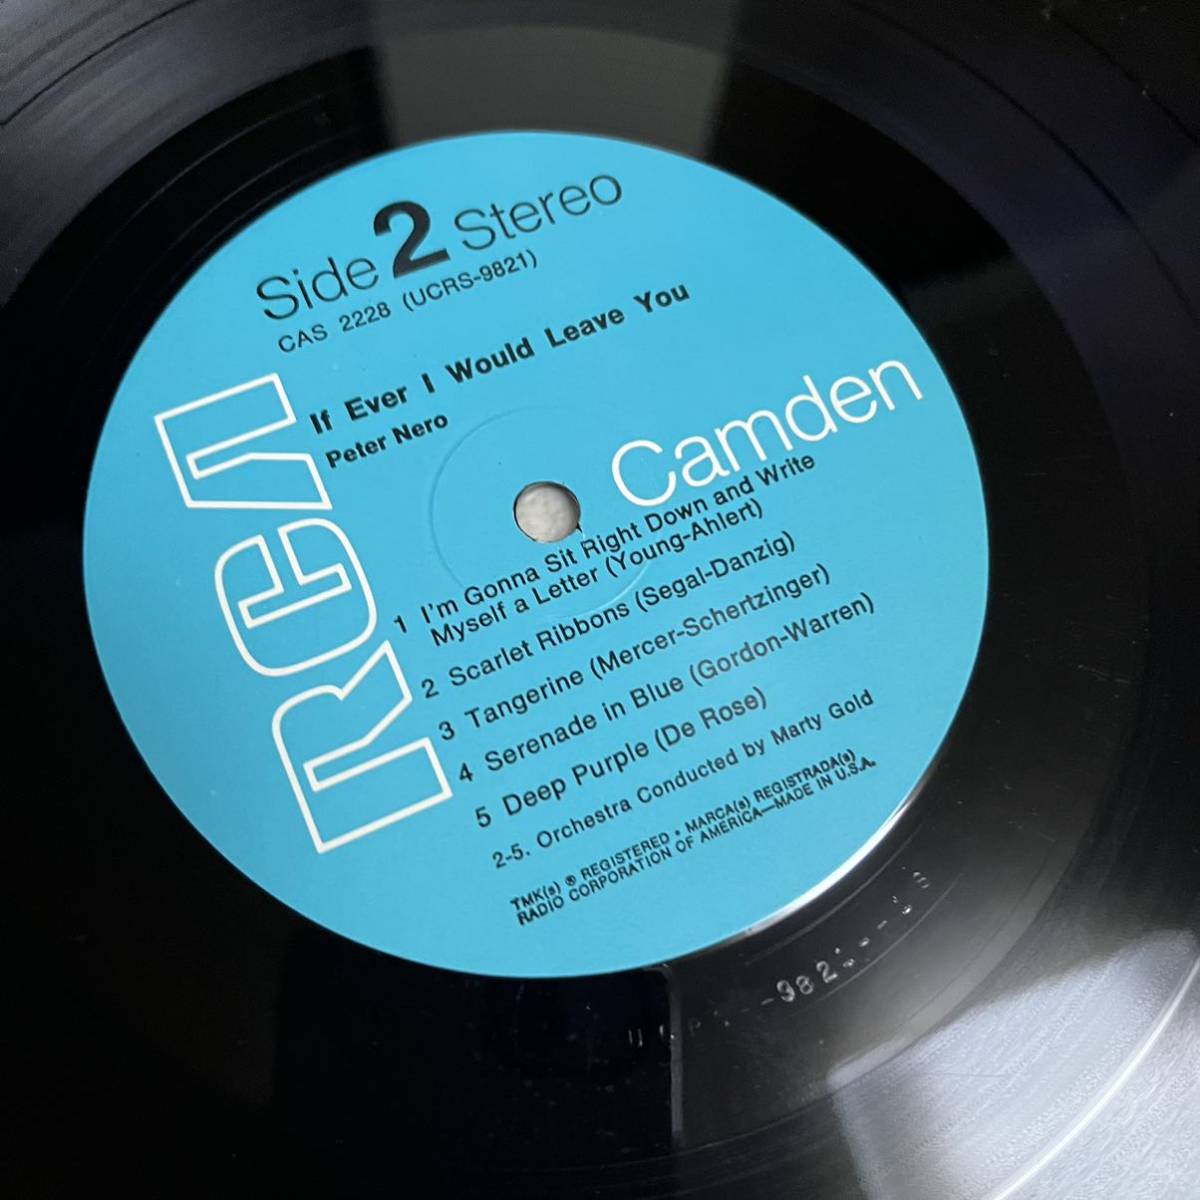 Side 2 Stereo
CAS 2228 (UCRS-9821)
If Ever I Would Leave You
Peter Nero
RCA
Camden
1 I'm Gonna Sit Right Down and Write
Myself a Letter (Young-Ahlert)
2 Scarlet Ribbons (Segal-Danzig)
3 Tangerine (Mercer-Schertzinger)
4 Serenade in Blue (Gordon-Warren)
5 Deep Purple (De Rose)
2-5. Orchestra Conducted by Marty Gold
TMK(s) ® REGISTERED • MARCA(s) REGISTRADA(s)
RADIO CORPORATION OF AMERICA—MADE IN U.S.A.